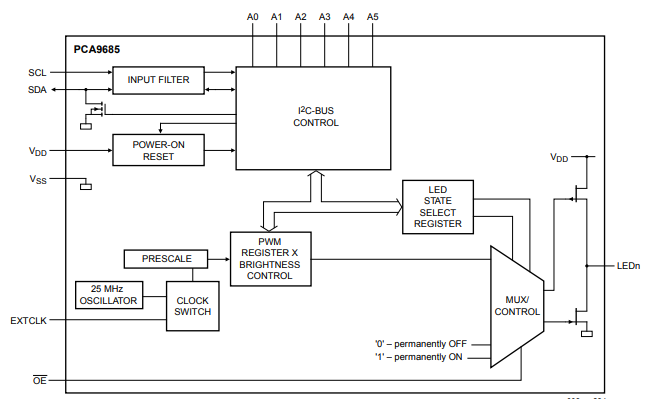 A0 A1 A2 A3 A4 A5
PCA9685
SCL
SDA
INPUT FILTER
I²C-BUS
CONTROL
POWER-ON
RESET
VDD
VSS
VDD
LED
STATE
SELECT
REGISTER
PWM
REGISTER X
BRIGHTNESS
CONTROL
PRESCALE
LEDn
25 MHz
OSCILLATOR
CLOCK
SWITCH
MUX/
CONTROL
EXTCLK
'0' – permanently OFF
'1' – permanently ON
O̅E̅